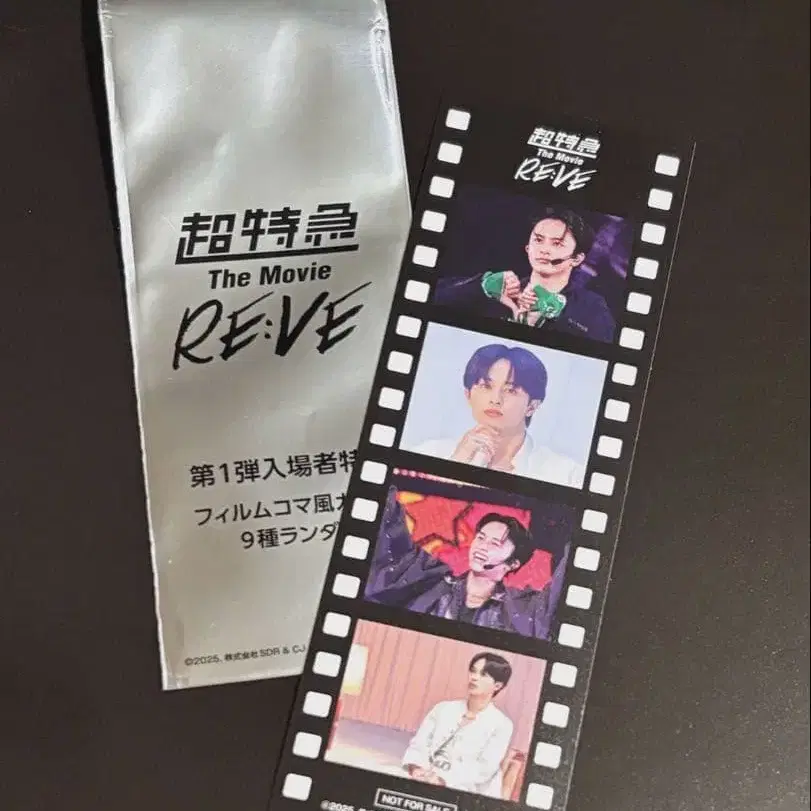 超特急
The Movie
RE:VE
第1弾入場者特
フィルムコマ風カ
9種ランダ
©2025, 株式会社SDR & CJ
超特急
The Movie
RE:VE
©2025,
NOT FOR SALE